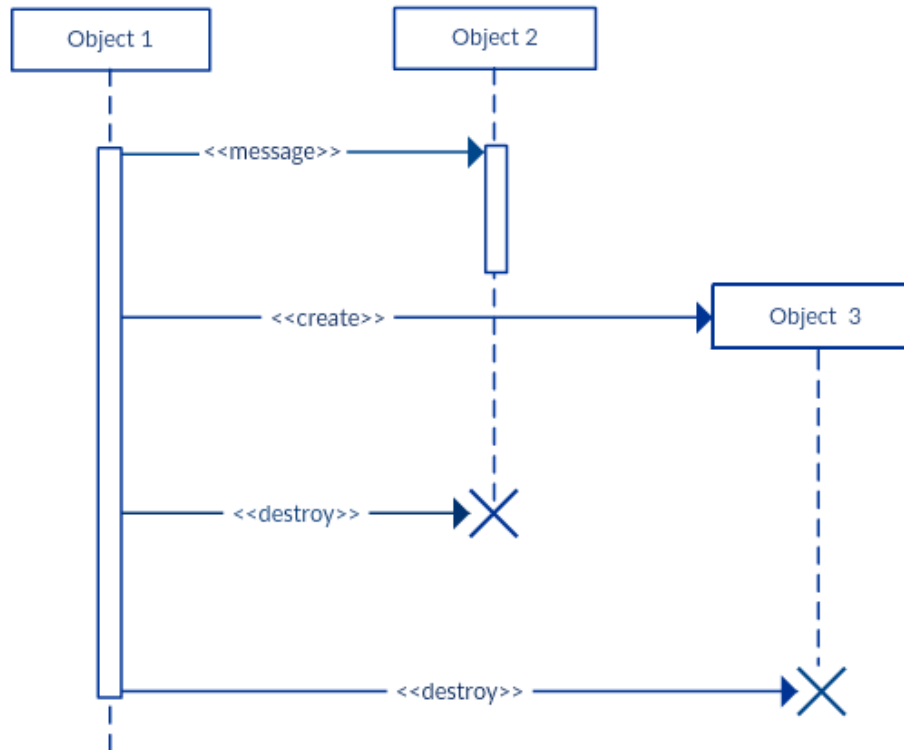 Object 1
Object 2
<<message>>
<<create>>
Object  3
<<destroy>>
<<destroy>>